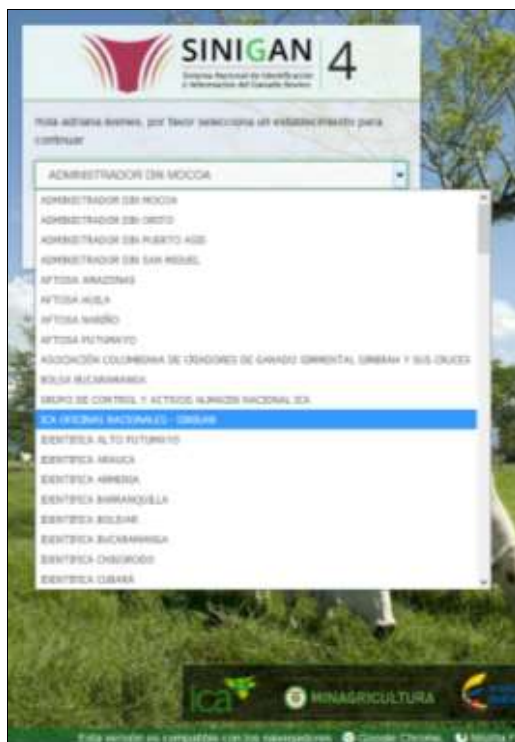 SINIGAN 4
Sistema Nacional de Identificación
e Información del Ganado Bovino
Hola adriana por favor selecciona un establecimiento para
continuar
ADMINISTRADOR DIN MOCOA
ADMINISTRADOR DIN MOCOA
ADMINISTRADOR DIN ORITO
ADMINISTRADOR DIN PUERTO ASIS
ADMINISTRADOR DIN SAN MIGUEL
AFTOSA AMAZONAS
AFTOSA HUILA
AFTOSA NARIÑO
AFTOSA PUTUMAYO
ASOCIACIÓN COLOMBIANA DE CRIADORES DE GANADO SIMMENTAL SIMBRAH Y SUS CRUCES
BOLSA BUCARAMANGA
GRUPO DE CONTROL Y ACTIVOS ALMACEN NACIONAL ICA
ICA OFICINAS NACIONALES -
IDENTIFICA ALTO PUTUMAYO
IDENTIFICA ARAUCA
IDENTIFICA ARMENIA
IDENTIFICA BARRANQUILLA
IDENTIFICA BOLIVAR
IDENTIFICA BUCARAMANGA
IDENTIFICA CHIGORODO
IDENTIFICA CUBARÁ
ica MINAGRICULTURA
Esta versión es compatible con los navegadores Google Chrome, Mozilla F